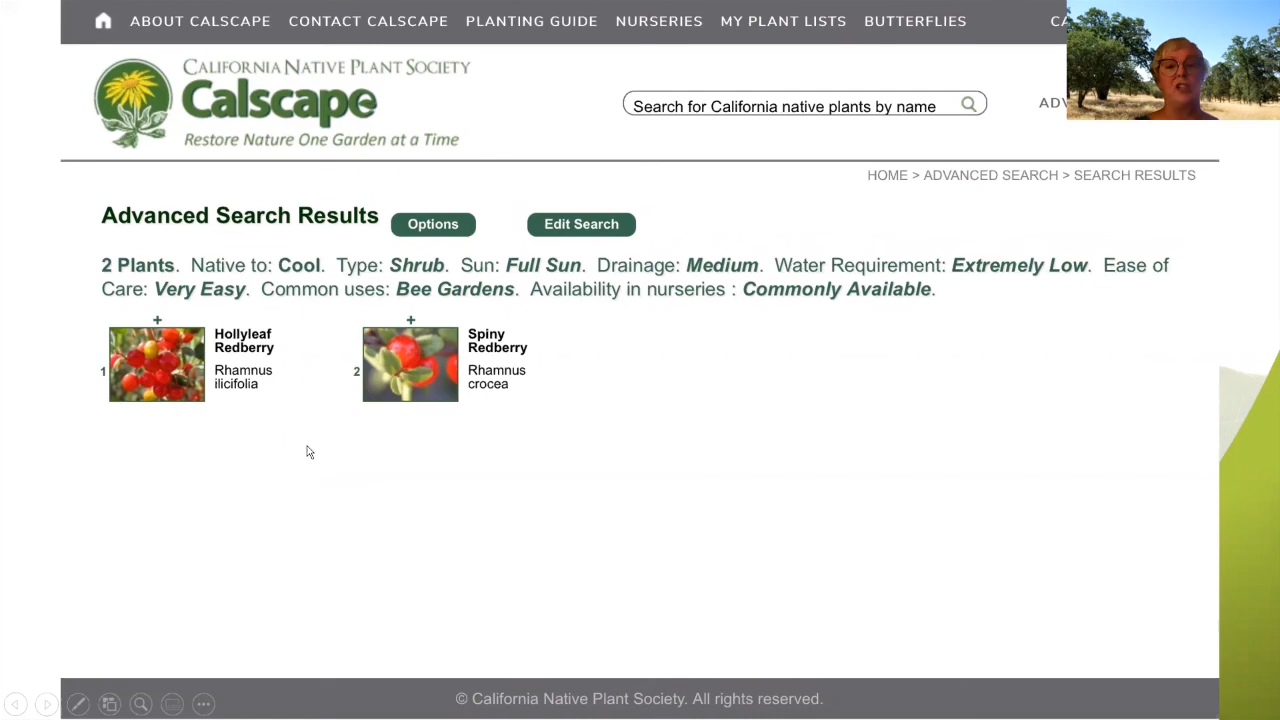 ABOUT CALSCAPE CONTACT CALSCAPE PLANTING GUIDE NURSERIES MY PLANT LISTS BUTTERFLIES
CALIFORNIA NATIVE PLANT SOCIETY
Calscape
Restore Nature One Garden at a Time
Search for California native plants by name
HOME > ADVANCED SEARCH > SEARCH RESULTS
Advanced Search Results Options Edit Search
2 Plants. Native to: Cool. Type: Shrub. Sun: Full Sun. Drainage: Medium. Water Requirement: Extremely Low. Ease of
Care: Very Easy. Common uses: Bee Gardens. Availability in nurseries : Commonly Available.
+ +
1 Hollyleaf
Redberry
Rhamnus
ilicifolia
2 Spiny
Redberry
Rhamnus
crocea
© California Native Plant Society. All rights reserved.